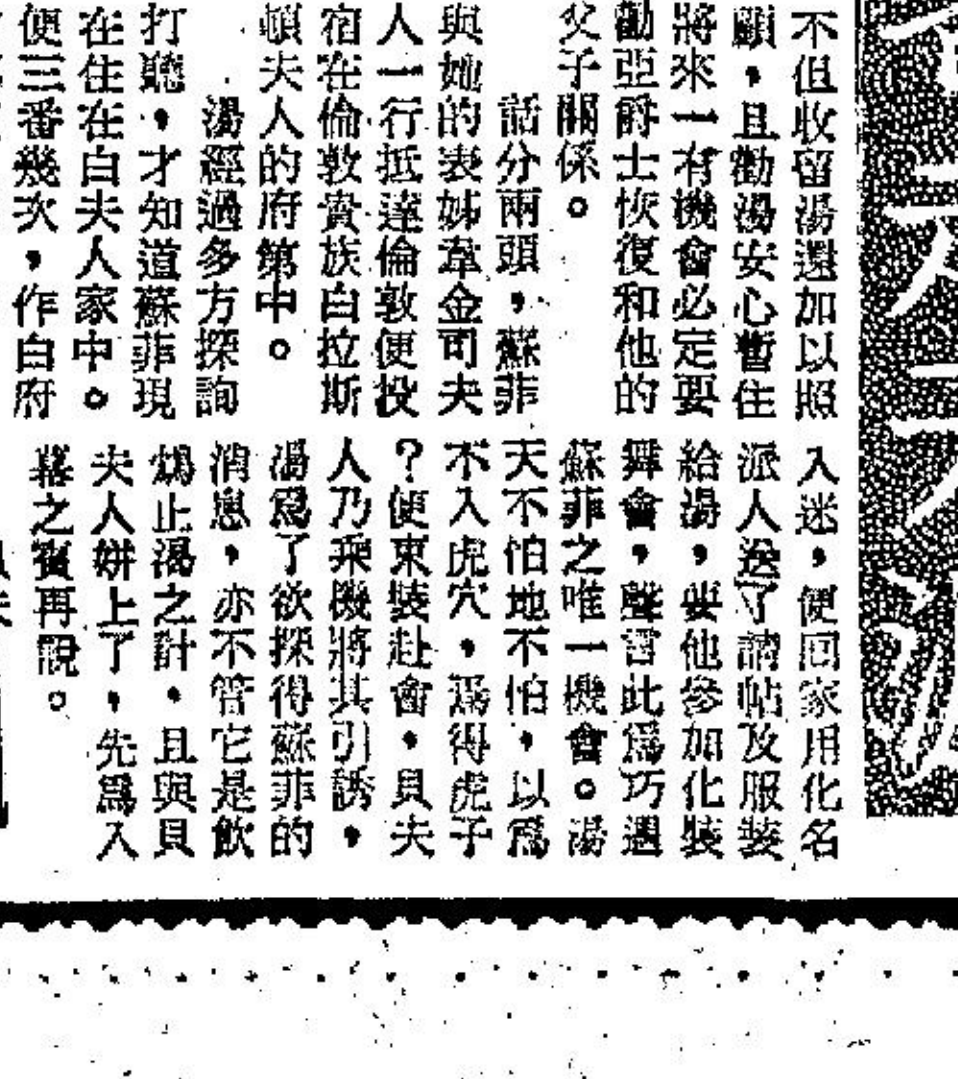 不但收留湯還加以照
顧，且勸湯安心暫住
將來一有機會必定要
勸亞爵士恢復和他的
父子關係。
話分兩頭，蘇菲
與她的表姊韋金司夫
人一行抵達倫敦便投
宿在倫敦貴族白拉斯
頓夫人的府第中。
湯經過多方探詢
打聽，才知道蘇菲現
在住在白夫人家中。
便三番幾次，作白府
入迷，便回家用化名
派人送了請帖及服裝
給湯，要他參加化裝
舞會，聲言此爲巧遇
蘇菲之唯一機會。湯
天不怕地不怕，以爲
不入虎穴，焉得虎子
？便束裝赴會，貝夫
人乃乘機將其引誘，
湯爲了欲探得蘇菲的
消息，亦不管它是飲
鴆止渴之計，且與貝
夫人姘上了，先爲入
幕之賓再說。